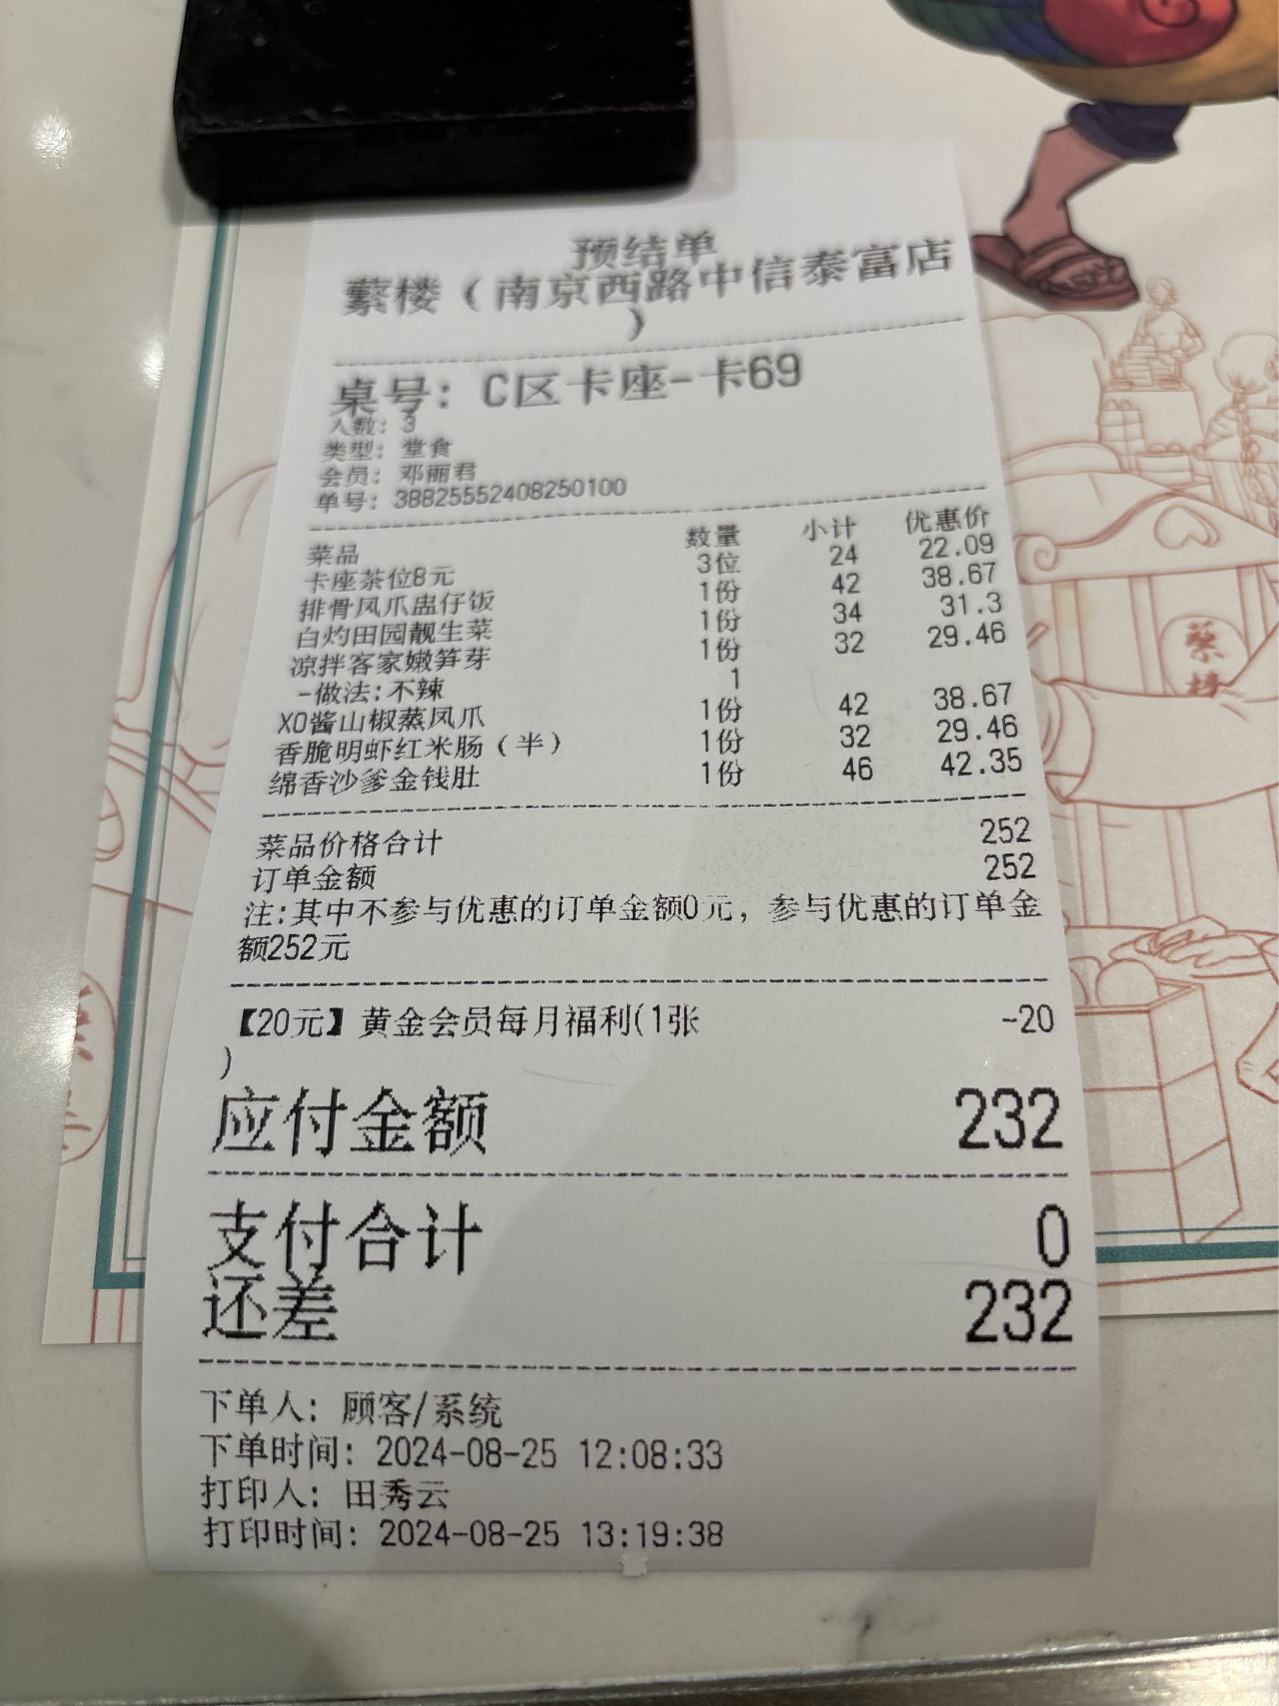 预结单
蔡楼（南京西路中信泰富店
）
桌号：C区卡座-卡69
人数：3
类型：堂食
会员：邓丽君
单号：38825552408250100
菜品 数量 小计 优惠价
卡座茶位8元 3位 24 22.09
排骨凤爪盅仔饭 1份 42 38.67
白灼田园靓生菜 1份 34 31.3
凉拌客家嫩笋芽 1份 32 29.46
-做法:不辣 1
XO酱山椒蒸凤爪 1份 42 38.67
香脆明虾红米肠（半） 1份 32 29.46
绵香沙爹金钱肚 1份 46 42.35
菜品价格合计 252
订单金额 252
注:其中不参与优惠的订单金额0元，参与优惠的订单金
额252元
【20元】黄金会员每月福利(1张 -20
)
应付金额 232
支付合计 0
还差 232
下单人：顾客/系统
下单时间：2024-08-25 12:08:33
打印人：田秀云
打印时间：2024-08-25 13:19:38